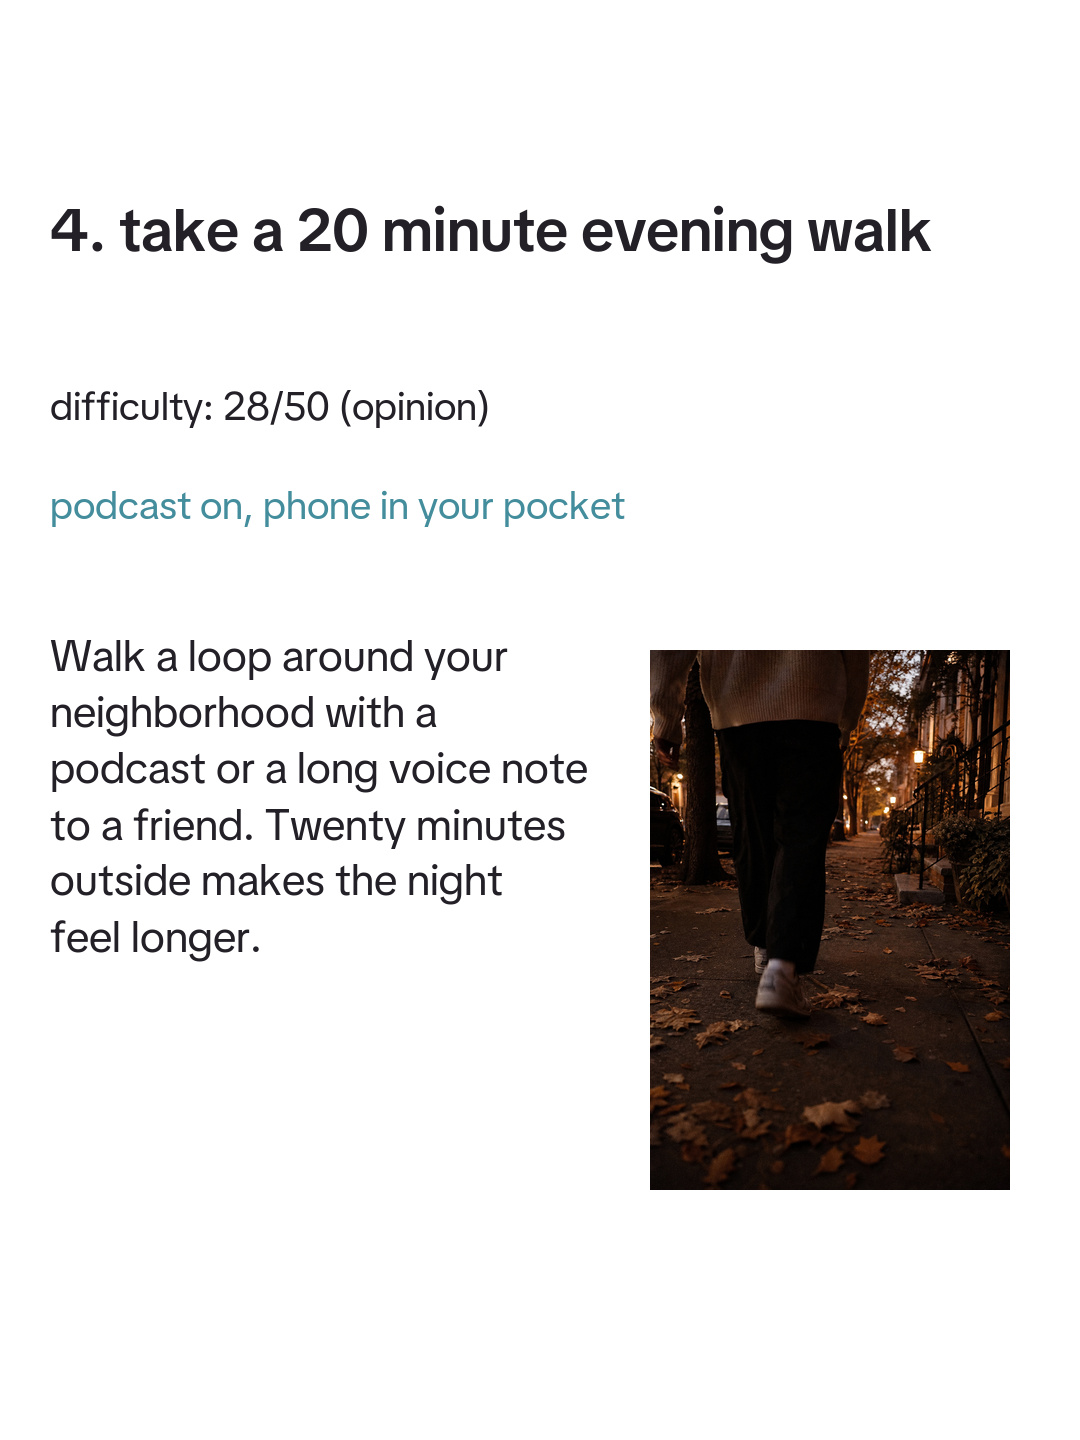 4. take a 20 minute evening walk
difficulty: 28/50 (opinion)
podcast on, phone in your pocket
Walk a loop around your
neighborhood with a
podcast or a long voice note
to a friend. Twenty minutes
outside makes the night
feel longer.